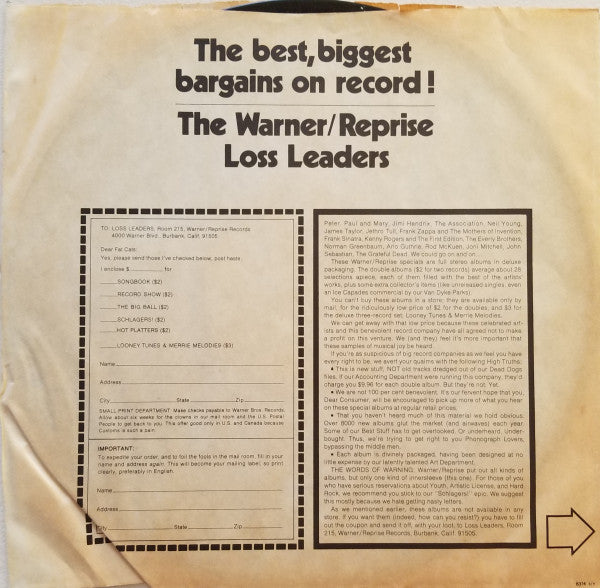 The best, biggest
bargains on record!
The Warner/Reprise
Loss Leaders
TO: LOSS LEADERS, Room 275, Warner/Reprise Records
4000 Warner Blvd., Burbank, Calif. 91505.
Dear Fat Cats:
Yes, please send those I've checked below, post haste.
I enclose $ for
SONGBOOK ($2)
RECORD SHOW ($2)
THE BIG BALL ($2)
SCHLAGERS! ($2)
HOT PLATTERS ($2)
LOONEY TUNES & MERRIE MELODIES ($3)
Name
Address
City State Zip
SMALL PRINT DEPARTMENT: Make checks payable to Warner Bros. Records.
Allow about six weeks for the clowns in our mail room and the U.S. Postal
People to get to you. This offer good only in U.S. and Canada because
Customs is such a pain.
IMPORTANT:
To expedite your order, and to foil the fools in the mail room, fill in your
name and address again. This will become your mailing label, so print
clearly, preferably in English.
Name
Address
City State Zip
Peter, Paul and Mary, Jimi Hendrix, The Association, Neil Young,
James Taylor, Jethro Tull, Frank Zappa and The Mothers of Invention,
Frank Sinatra, Kenny Rogers and The First Edition, The Everly Brothers,
Norman Greenbaum, Arlo Guthrie, Rod McKuen, Joni Mitchell, John
Sebastian, The Grateful Dead. We could go on and on...
These Warner/Reprise specials are full stereo albums in deluxe
packaging. The double albums ($2 for two records) average about 28
selections apiece, each of them filled with the best of the artists'
works, plus some extra collector's items (like unreleased singles, even
an Ice Capades commercial by our Van Dyke Parks).
You can't buy these albums in a store; they are available only by
mail, for the ridiculously low price of $2 for the doubles, and $3 for
the deluxe three-record set, Looney Tunes & Merrie Melodies.
We can get away with that low price because these celebrated art-
ists and this benevolent record company have all agreed not to make
a profit on this venture. We (and they) feel it's more important that
these samples of musical joy be heard.
If you're as suspicious of big record companies as we feel you have
every right to be, we avert your qualms with the following High Truths:
• This is new stuff, NOT old tracks dredged out of our Dead Dogs
files. If our Accounting Department were running this company, they'd
charge you $9.96 for each double album. But they're not. Yet.
• We are not 100 per cent benevolent. It's our fervent hope that you,
Dear Consumer, will be encouraged to pick up more of what you hear
on these special albums at regular retail prices.
• That you haven't heard much of this material we hold obvious.
Over 8000 new albums glut the market (and airwaves) each year.
Some of our Best Stuff has to get overlooked. Or underheard. Under-
bought. Thus, we're trying to get right to you Phonograph Lovers,
bypassing the middle men.
• Each album is divinely packaged, having been designed at no
little expense by our latently talented Art Department.
THE WORDS OF WARNING: Warner/Reprise put out all kinds of
albums, but only one kind of innersleeve (this one). For those of you
who have serious reservations about Youth, Artistic License, and Hard
Rock, we recommend you stick to our "Schlagers!" epic. We suggest
this mostly because we hate getting nasty letters.
As we mentioned earlier, these albums are not available in any
store. If you want them (indeed, how can you resist?) you have to fill
out the coupon and send it off, with your loot, to Loss Leaders, Room
275, Warner/Reprise Records, Burbank, Calif. 91505.